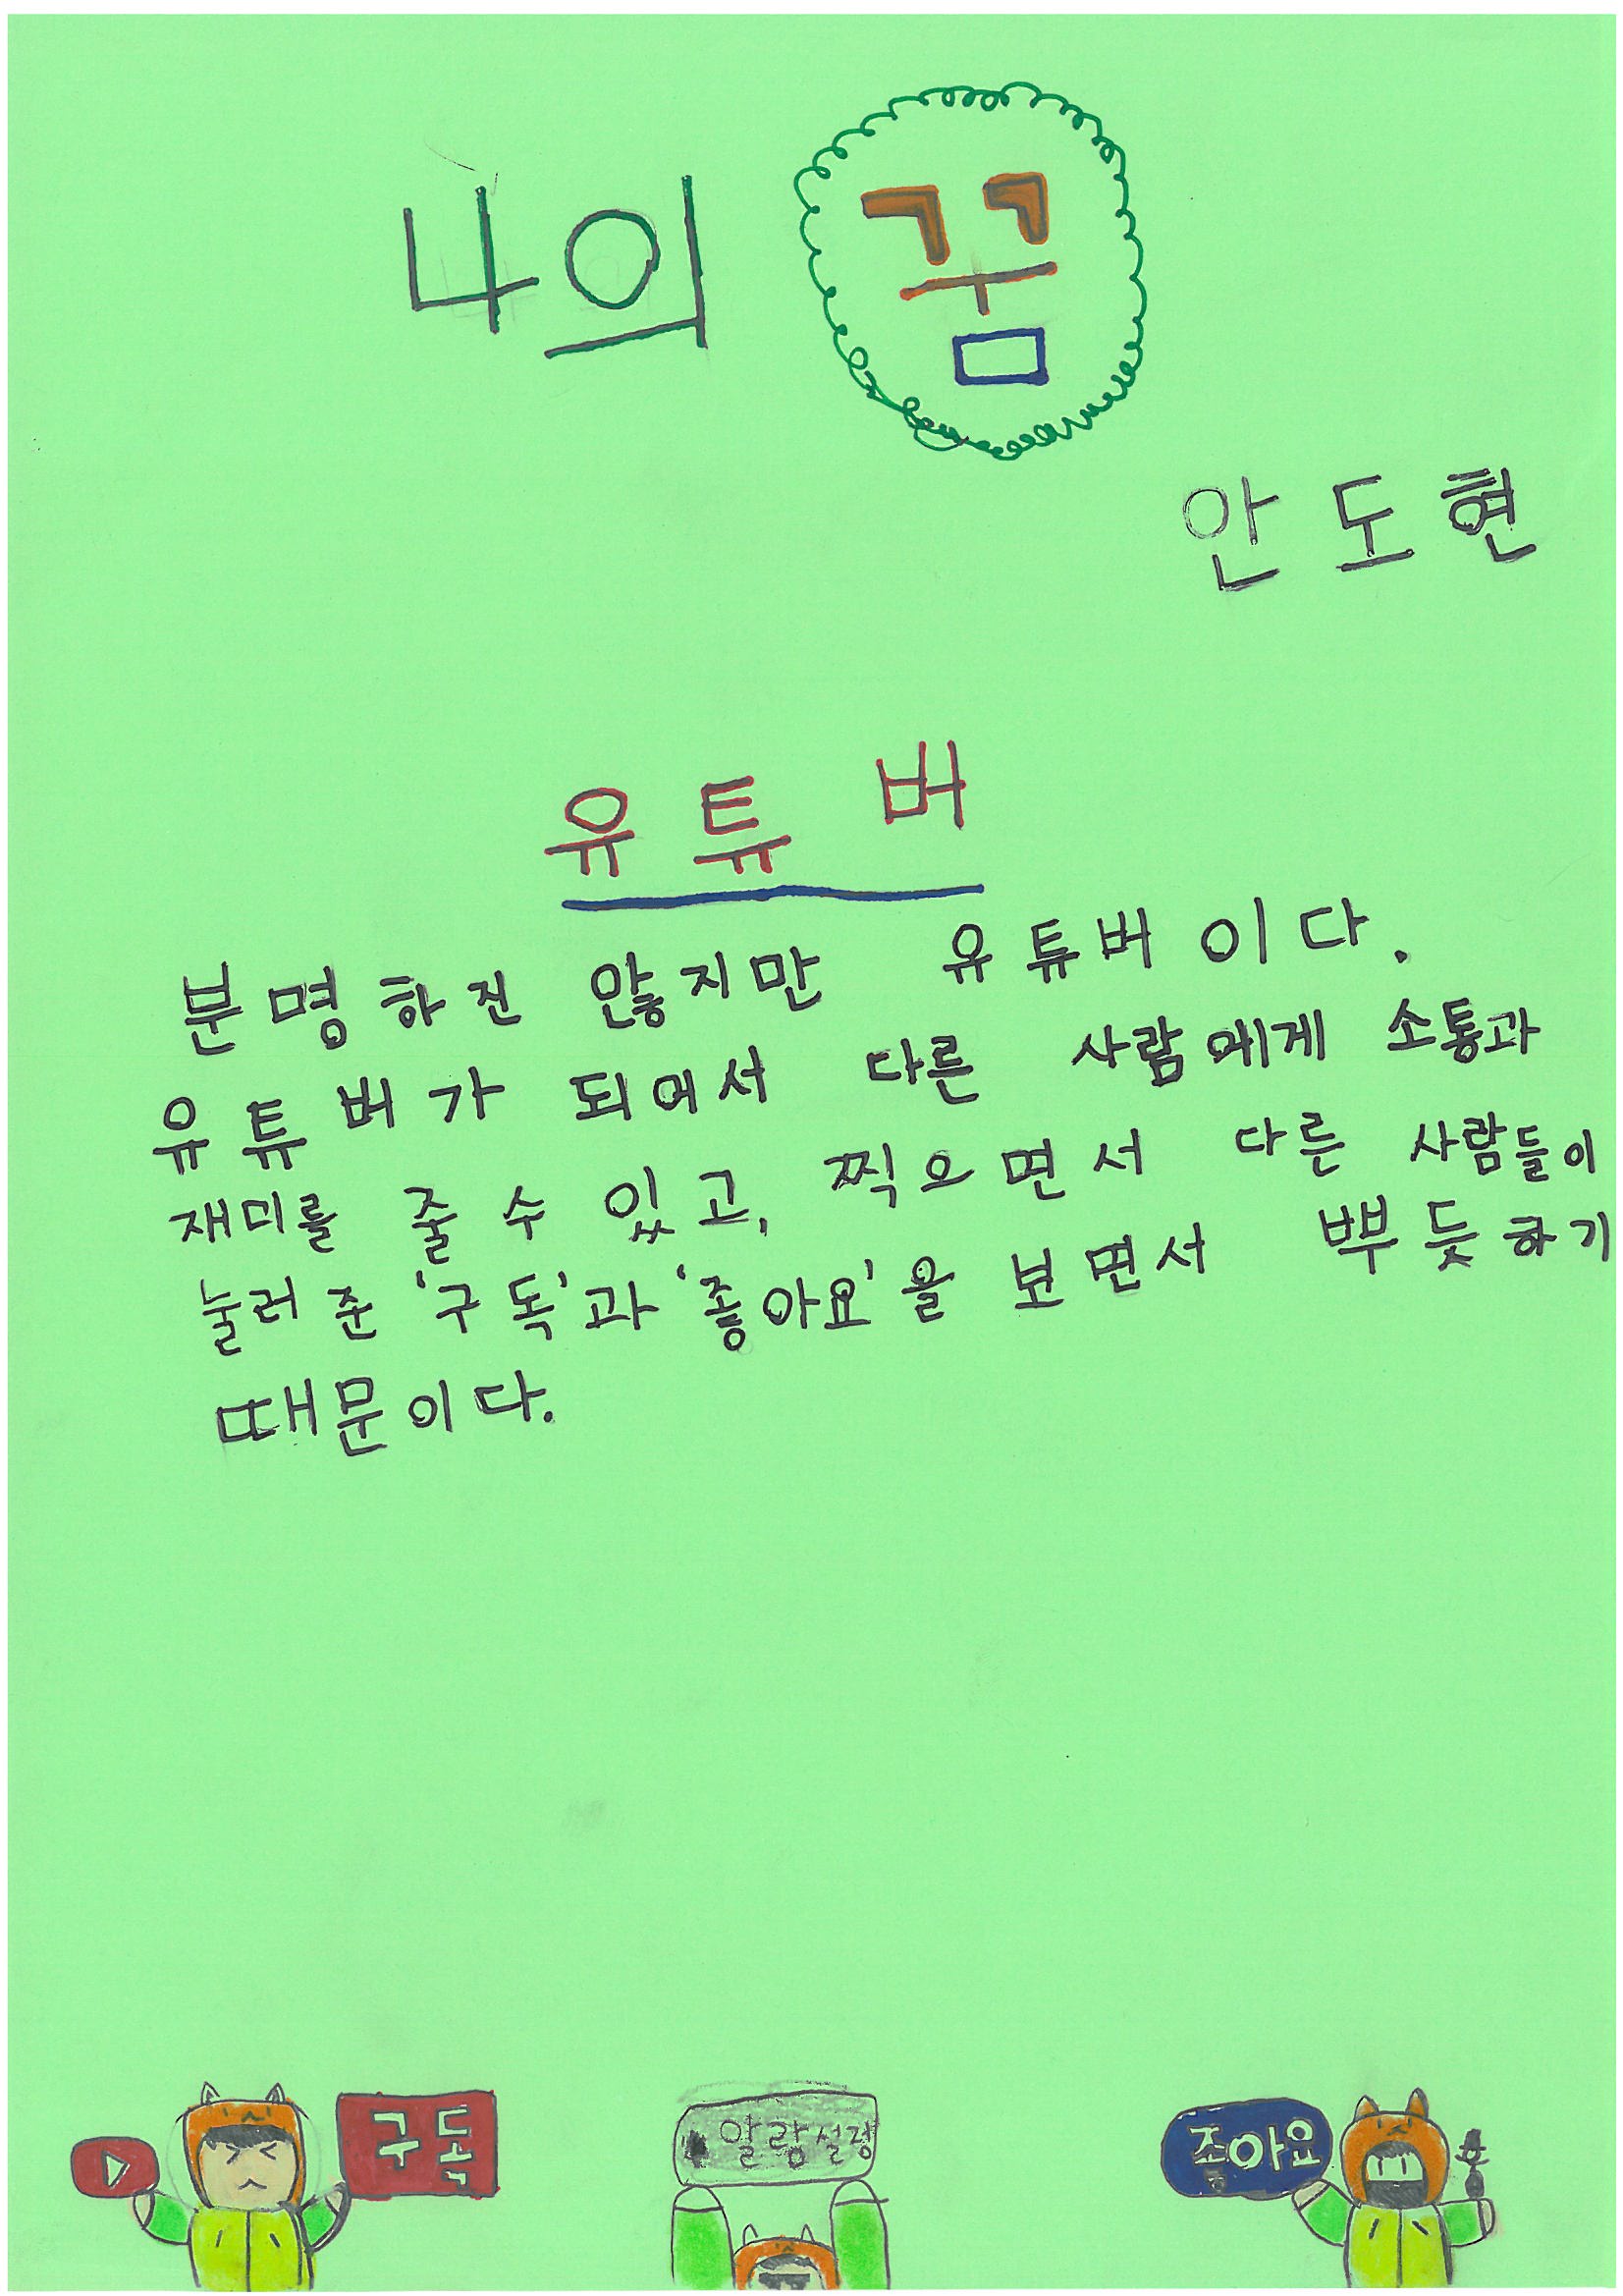 나의 꿈
안도현
유튜버
분명하진 않지만 유튜버이다.
유튜버가 되어서 다른 사람에게 소통과
재미를 줄 수 있고, 찍으면서 다른 사람들이
눌러준 '구독'과 '좋아요'을 보면서 뿌듯하기
때문이다.
구독
알람설정
좋아요